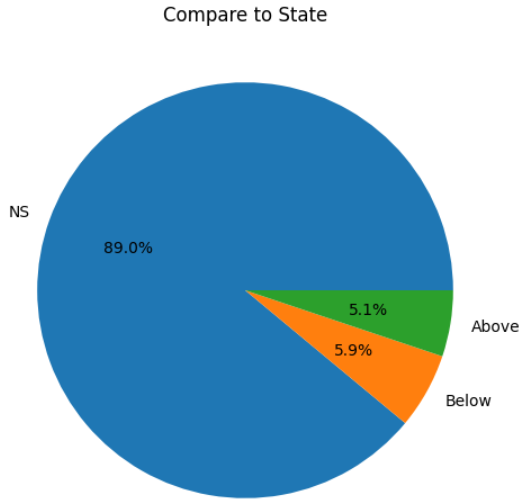 Compare to State
NS
89.0%
5.1%
Above
5.9%
Below